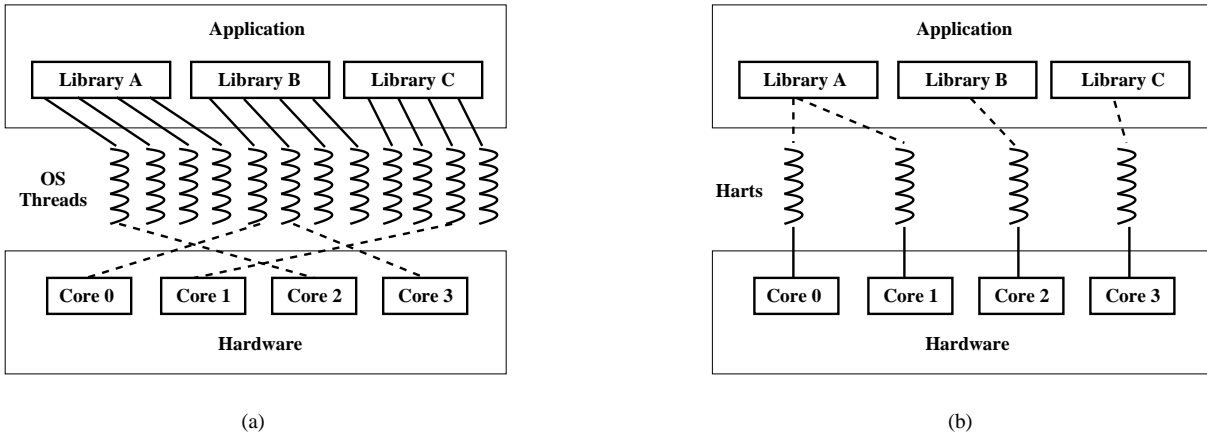 Application
Library A
Library B
Library C
OS
Threads
Core 0
Core 1
Core 2
Core 3
Hardware
(a)
Application
Library A
Library B
Library C
Harts
Core 0
Core 1
Core 2
Core 3
Hardware
(b)